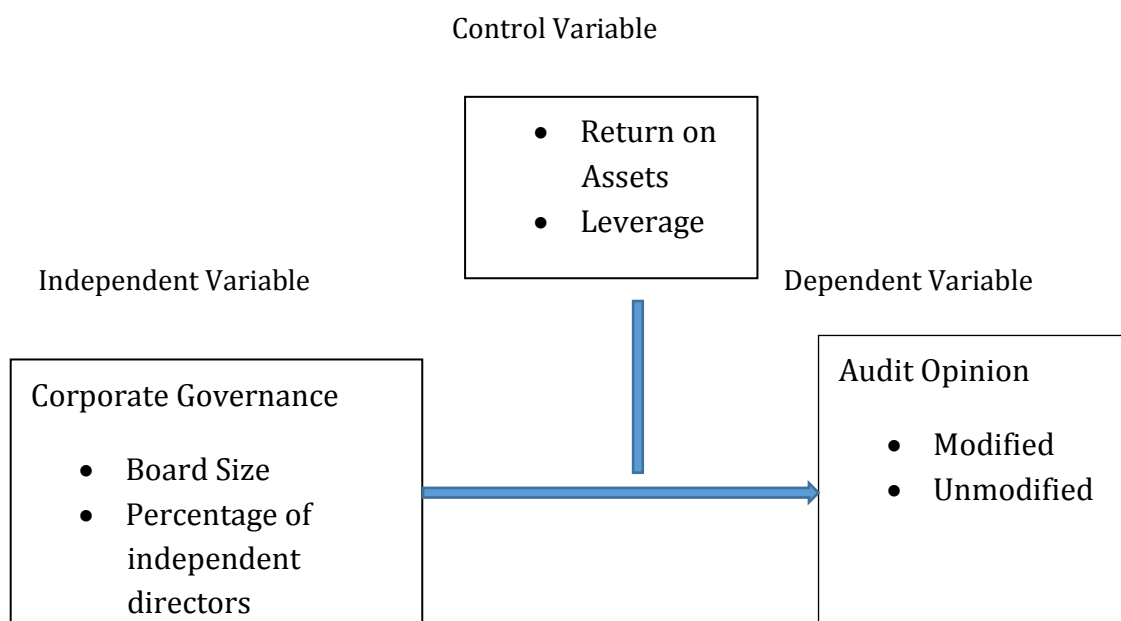 Control Variable
• Return on
Assets
• Leverage
Independent Variable
Dependent Variable
Corporate Governance
• Board Size
• Percentage of
independent
directors
Audit Opinion
• Modified
• Unmodified